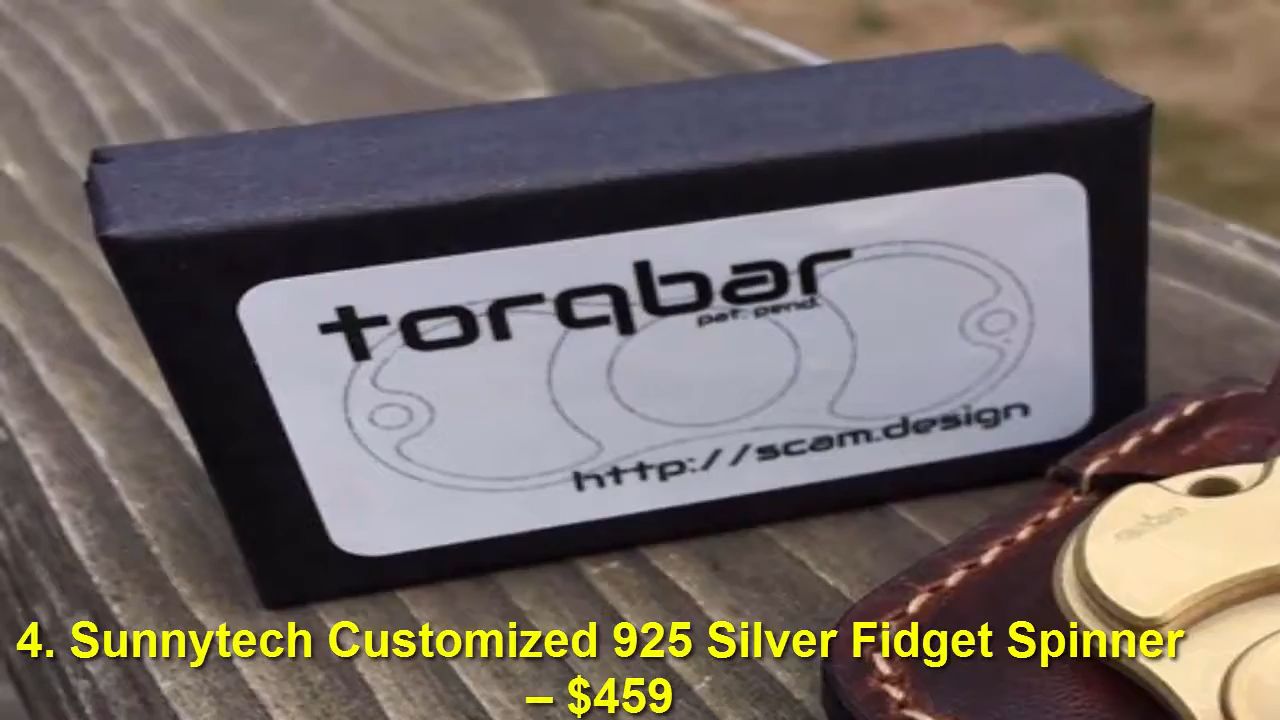 torqbar
pat. pend.
http://scam.design
4. Sunnytech Customized 925 Silver Fidget Spinner
– $459